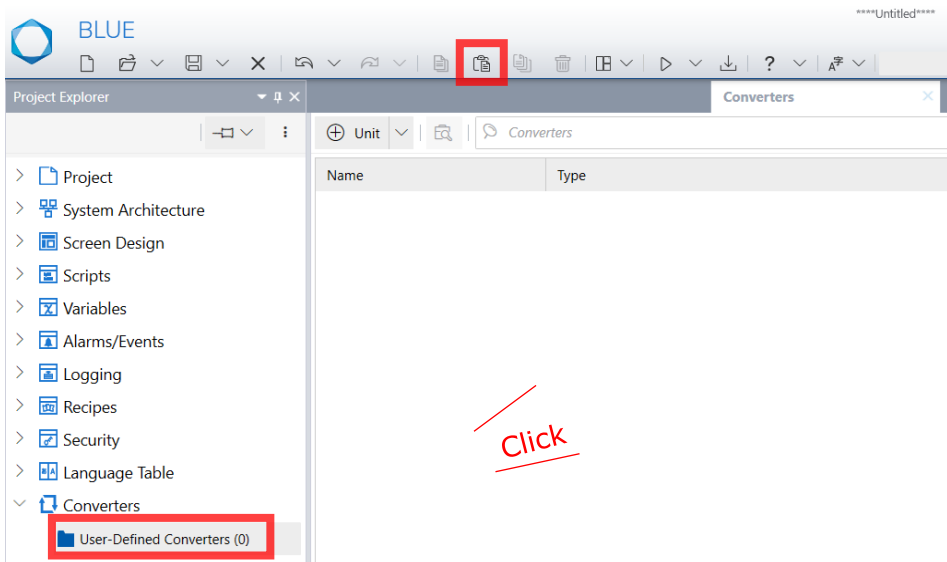 ****Untitled****
BLUE
Project Explorer
Converters
Unit
Converters
Name Type
Project
System Architecture
Screen Design
Scripts
Variables
Alarms/Events
Logging
Recipes
Security
Language Table
Converters
User-Defined Converters (0)
Click